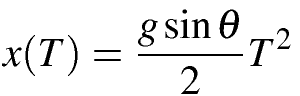 x(T) = \frac{g \sin \theta}{2} T^2